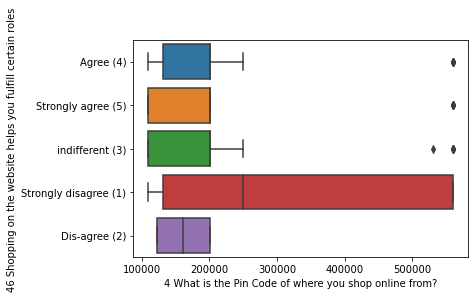 46 Shopping on the website helps you fulfill certain roles
Agree (4)
Strongly agree (5)
indifferent (3)
Strongly disagree (1)
Dis-agree (2)
100000 200000 300000 400000 500000
4 What is the Pin Code of where you shop online from?